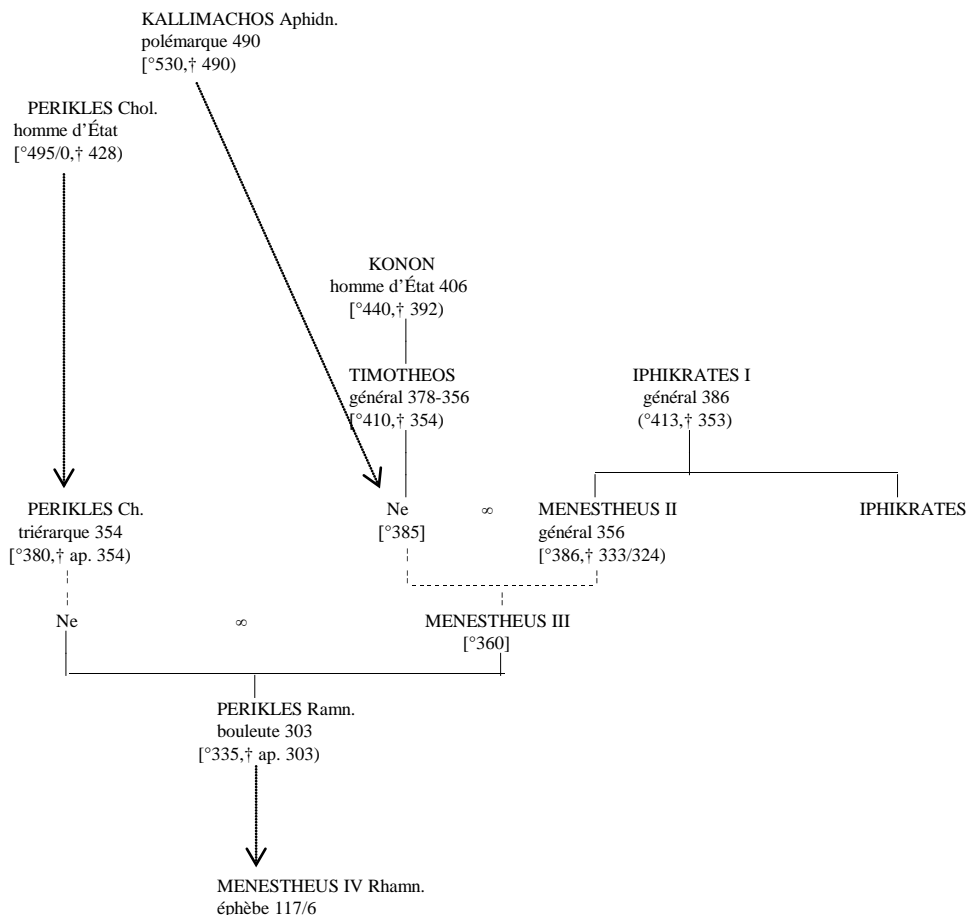 KALLIMACHOS Aphidn.
polémarque 490
[°530,† 490)
PERIKLES Chol.
homme d’État
[°495/0,† 428)
KONON
homme d’État 406
[°440,† 392)
TIMOTHEOS
général 378-356
[°410,† 354)
IPHIKRATES I
général 386
(°413,† 353)
PERIKLES Ch.
triérarque 354
[°380,† ap. 354)
Ne
[°385]
∞
MENESTHEUS II
général 356
[°386,† 333/324)
IPHIKRATES
Ne
∞
MENESTHEUS III
[°360]
PERIKLES Ramn.
bouleute 303
[°335,† ap. 303)
MENESTHEUS IV Rhamn.
éphèbe 117/6